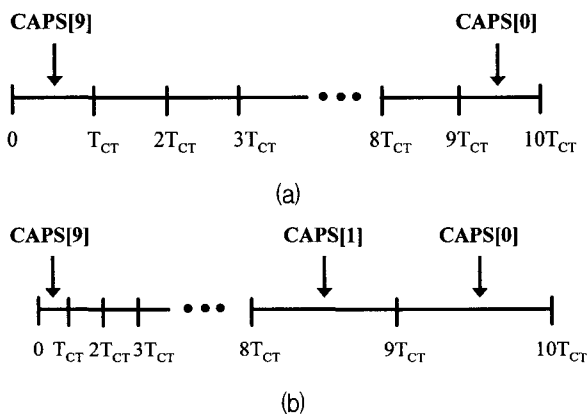 CAPS[9] CAPS[0]
0 T_CT 2T_CT 3T_CT 8T_CT 9T_CT 10T_CT
(a)
CAPS[9] CAPS[1] CAPS[0]
0 T_CT 2T_CT 3T_CT 8T_CT 9T_CT 10T_CT
(b)